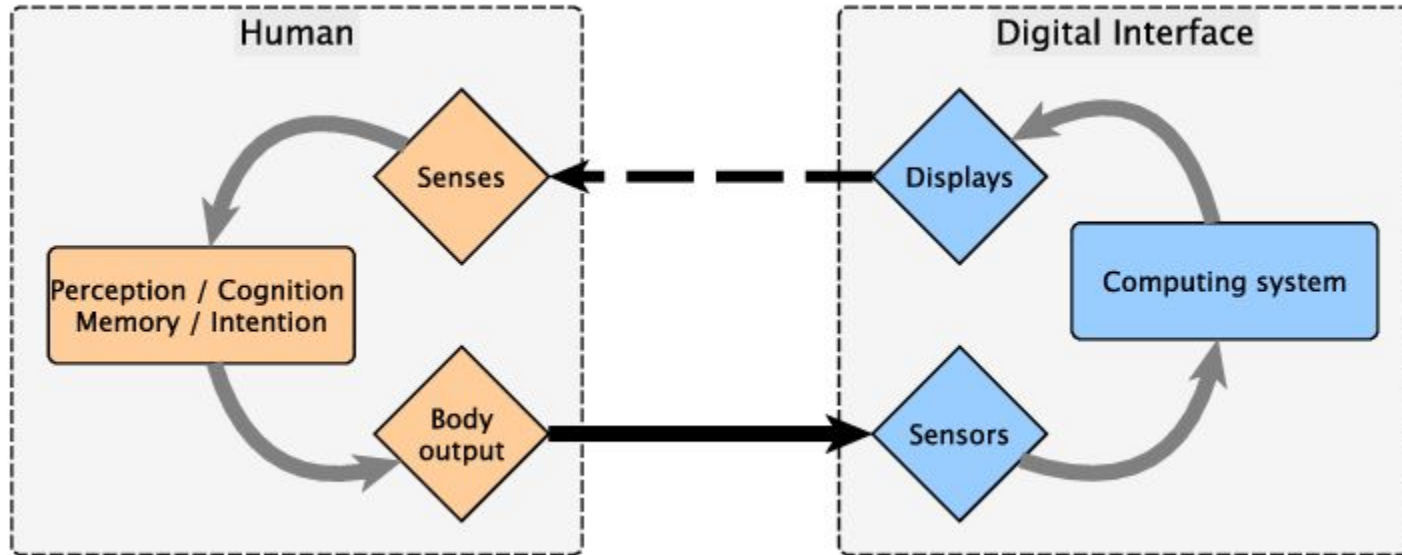 Human
Digital Interface
Senses
Displays
Perception / Cognition
Memory / Intention
Computing system
Body
output
Sensors